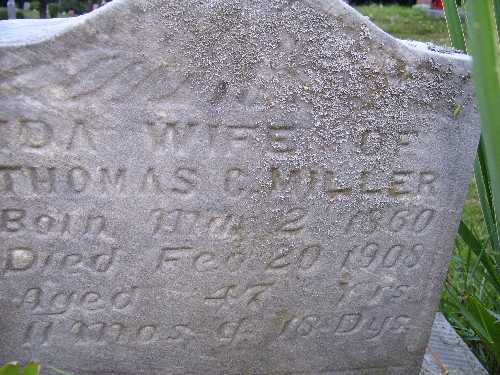 IDA WIFE OF
THOMAS C. MILLER
Born Mar 2 1860
Died Feb 20 1908
Aged 47 Yrs.
11 Mos. & 18 Dys.